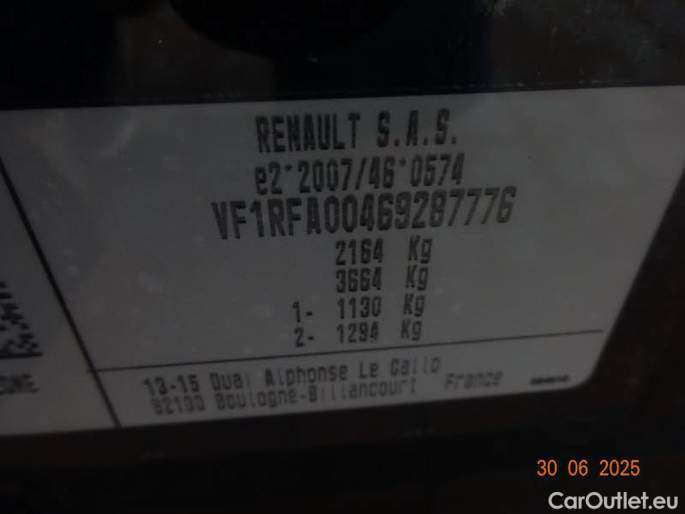 RENAULT S.A.S.
e2*2007/46*0574
VF1RFA00469287776
2164 Kg
3664 Kg
1- 1130 Kg
2- 1294 Kg
13-15 Quai Alphonse Le Gallo
92100 Boulogne-Billancourt France
30 06 2025
CarOutlet.eu